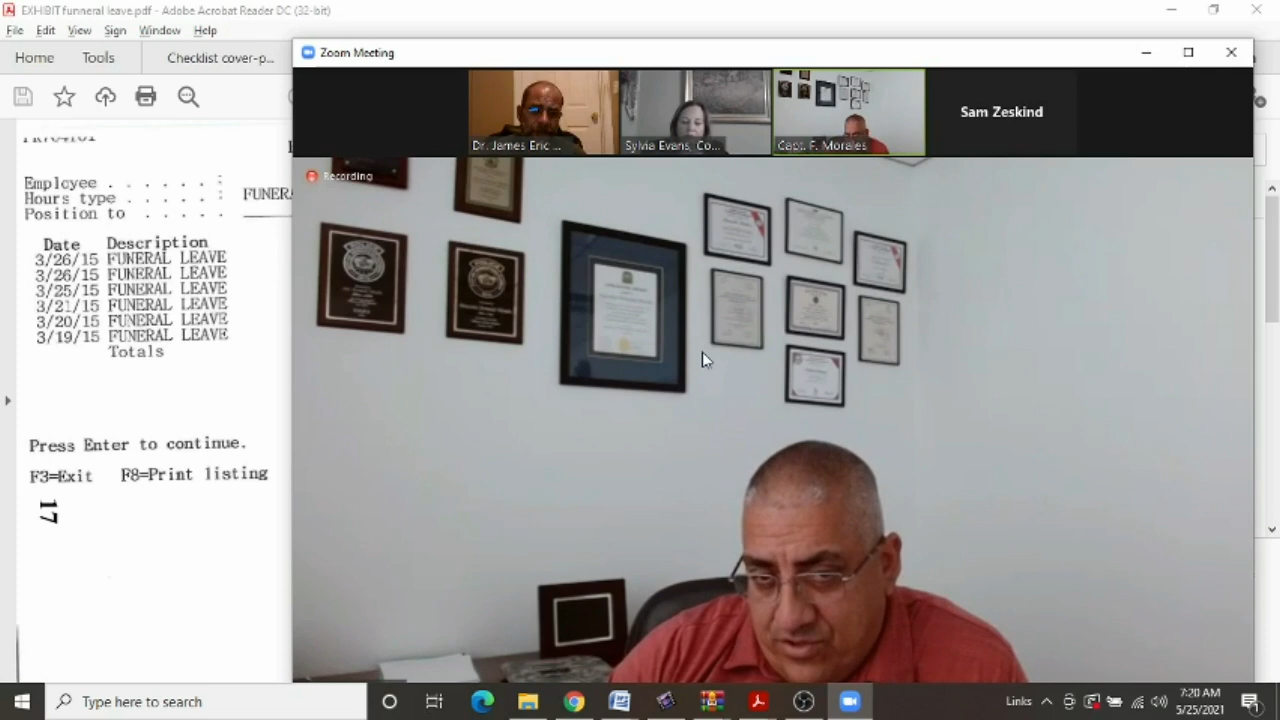 EXHIBIT funneral leave.pdf - Adobe Acrobat Reader DC (32-bit)
File Edit View Sign Window Help
Home Tools Checklist cover-p...
Zoom Meeting
Dr. James Eric ...
Sylvia Evans, Co...
Capt. F. Morales
Sam Zeskind
Recording
Employee . . . . . . :
Hours type . . . . . : FUNERA
Position to . . . . .
Date Description
3/26/15 FUNERAL LEAVE
3/26/15 FUNERAL LEAVE
3/25/15 FUNERAL LEAVE
3/21/15 FUNERAL LEAVE
3/20/15 FUNERAL LEAVE
3/19/15 FUNERAL LEAVE
Totals
Press Enter to continue.
F3=Exit F8=Print listing
17
Type here to search
Links
7:20 AM
5/25/2021